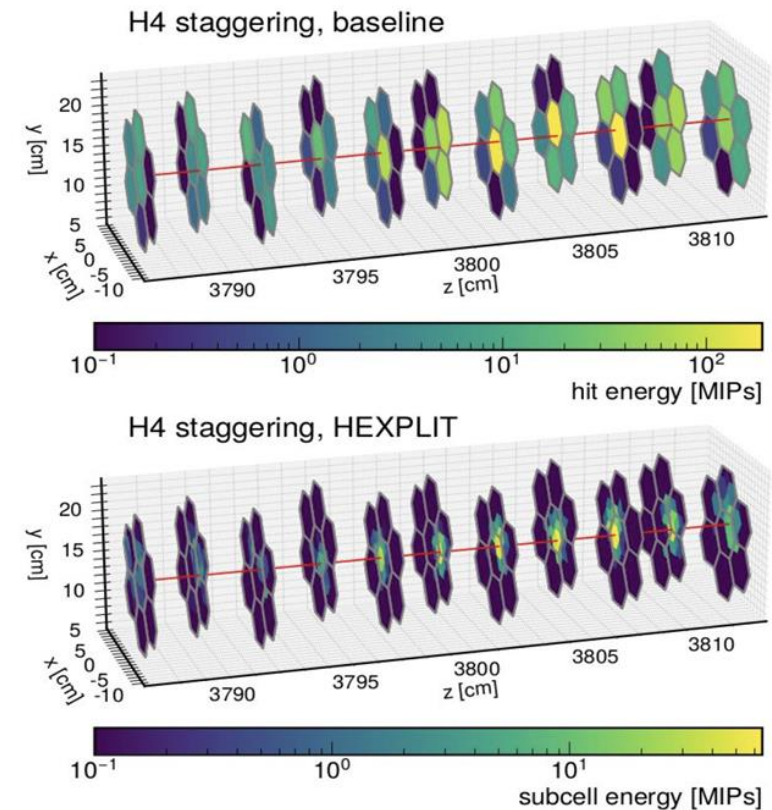 H4 staggering, baseline
20
15
10
5
y [cm]
5
0
-5
-10
x [cm]
3790
3795
3800
3805
3810
z [cm]
10⁻¹ 10⁰ 10¹ 10²
hit energy [MIPs]
H4 staggering, HEXPLIT
20
15
10
5
y [cm]
5
0
-5
-10
x [cm]
3790
3795
3800
3805
3810
z [cm]
10⁻¹ 10⁰ 10¹
subcell energy [MIPs]